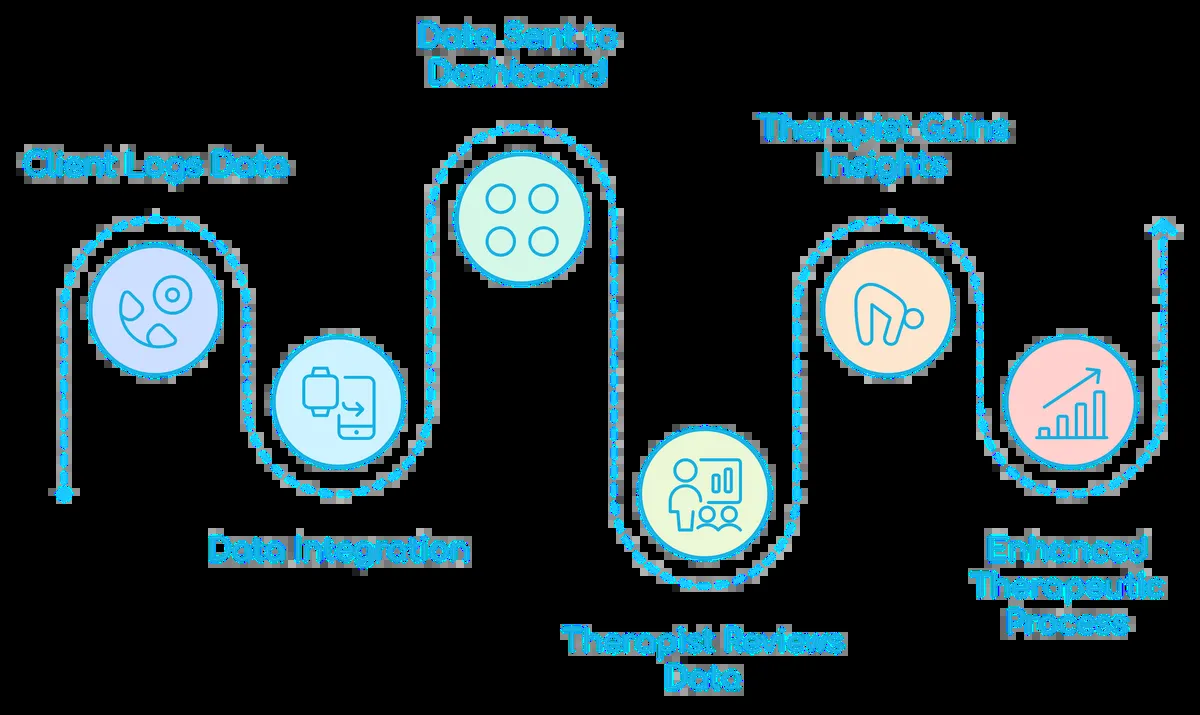 Client Logs Data
Data Integration
Data Sent to
Dashboard
Therapist Reviews
Data
Therapist Gains
Insights
Enhanced
Therapeutic
Process